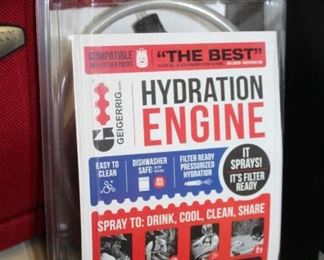 COMPATIBLE
"THE BEST"
GEIGERRIG.com
HYDRATION
ENGINE
EASY TO
CLEAN
DISHWASHER
SAFE
FILTER READY
PRESSURIZED
HYDRATION
IT
SPRAYS!
IT'S FILTER
READY
SPRAY TO: DRINK, COOL, CLEAN, SHARE